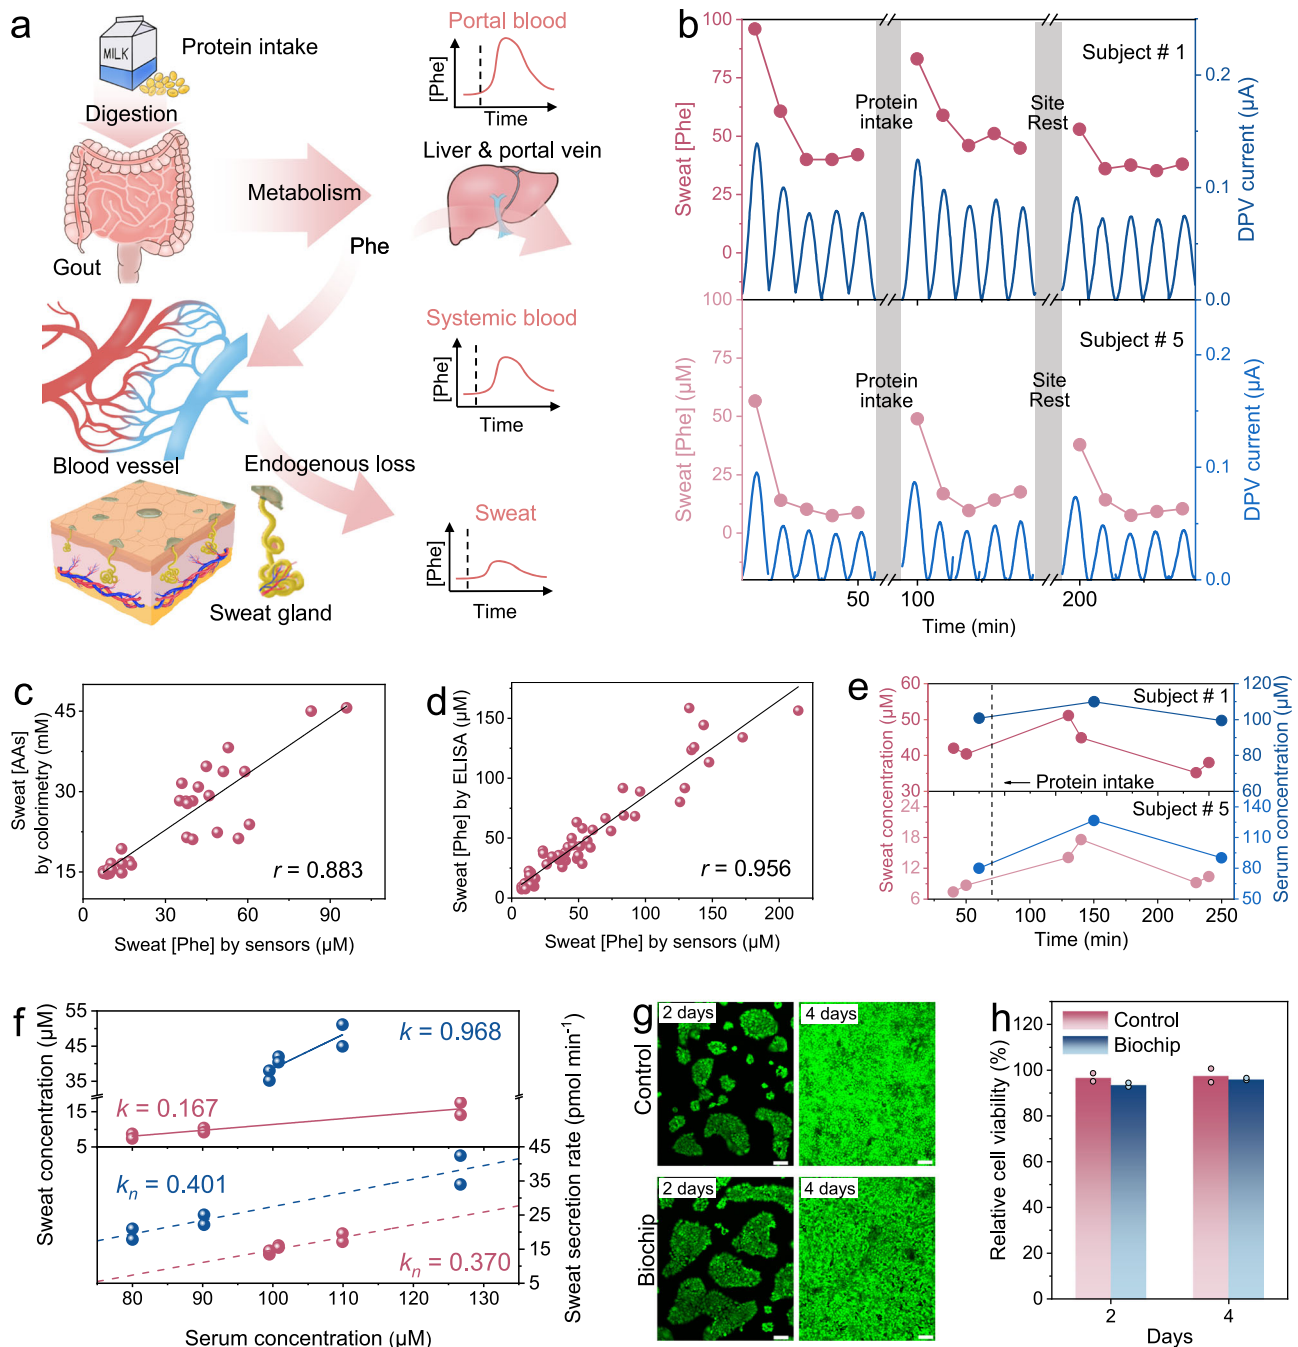 a
MILK
Protein intake
Digestion
Gout
Metabolism
Phe
Portal blood
[Phe]
Time
Liver & portal vein
Systemic blood
[Phe]
Time
Blood vessel
Endogenous loss
Sweat gland
Sweat
[Phe]
Time
b
100
75
50
25
0
Sweat [Phe]
Protein
intake
Site
Rest
Subject # 1
0.2
0.1
0.0
DPV current (µA)
100
75
50
25
0
Sweat [Phe] (µM)
Protein
intake
Site
Rest
Subject # 5
0.2
0.1
0.0
DPV current (µA)
50
100
200
Time (min)
c
Sweat [AAs]
by colorimetry (mM)
45
30
15
r = 0.883
0
30
60
90
Sweat [Phe] by sensors (µM)
d
Sweat [Phe] by ELISA (µM)
150
100
50
0
r = 0.956
0
50
100
150
200
Sweat [Phe] by sensors (µM)
e
Sweat concentration (µM)
60
50
40
30
24
18
12
6
Subject # 1
Protein intake
Subject # 5
120
100
80
60
140
110
80
50
Serum concentration (µM)
50
100
150
200
250
Time (min)
f
Sweat concentration (µM)
55
45
35
15
5
k = 0.968
k = 0.167
kn = 0.401
kn = 0.370
45
35
25
15
5
Sweat secretion rate (pmol min⁻¹)
80
90
100
110
120
130
Serum concentration (µM)
g
Control
2 days
4 days
Biochip
2 days
4 days
h
Relative cell viability (%)
120
100
80
60
40
20
0
Control
Biochip
2
4
Days